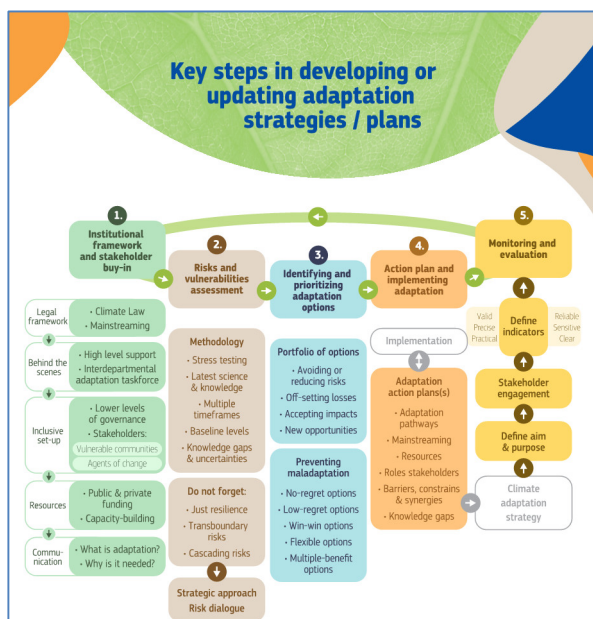 Key steps in developing or
updating adaptation
strategies / plans
1.
Institutional
framework
and stakeholder
buy-in
2.
Risks and
vulnerabilities
assessment
3.
Identifying and
prioritizing
adaptation
options
4.
Action plan and
implementing
adaptation
5.
Monitoring and
evaluation
Legal
framework
• Climate Law
• Mainstreaming
Behind the
scenes
• High level support
• Interdepartmental
adaptation taskforce
Inclusive
set-up
• Lower levels
of governance
• Stakeholders:
Vulnerable communities
Agents of change
Resources
• Public & private
funding
• Capacity-building
Commu-
nication
• What is adaptation?
• Why is it needed?
Methodology
• Stress testing
• Latest science
& knowledge
• Multiple
timeframes
• Baseline levels
• Knowledge gaps
& uncertainties
Do not forget:
• Just resilience
• Transboundary
risks
• Cascading risks
Strategic approach
Risk dialogue
Portfolio of options
• Avoiding or
reducing risks
• Off-setting losses
• Accepting impacts
• New opportunities
Preventing
maladaptation
• No-regret options
• Low-regret options
• Win-win options
• Flexible options
• Multiple-benefit
options
Implementation
Adaptation
action plans(s)
• Adaptation
pathways
• Mainstreaming
• Resources
• Roles stakeholders
• Barriers, constrains
& synergies
• Knowledge gaps
Valid
Precise
Practical
Define
indicators
Reliable
Sensitive
Clear
Stakeholder
engagement
Define aim
& purpose
Climate
adaptation
strategy